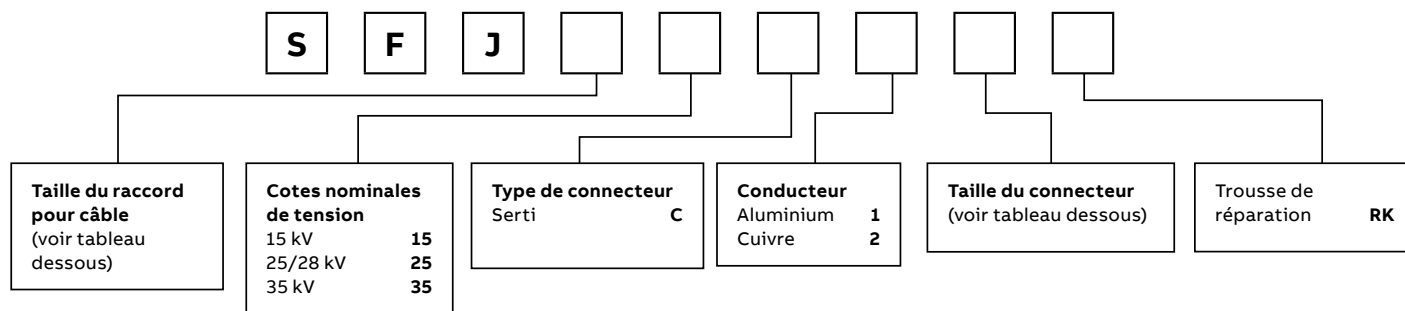 S F J
Taille du raccord
pour câble
(voir tableau
dessous)
Cotes nominales
de tension
15 kV 15
25/28 kV 25
35 kV 35
Type de connecteur
Serti C
Conducteur
Aluminium 1
Cuivre 2
Taille du connecteur
(voir tableau dessous)
Trousse de
réparation RK